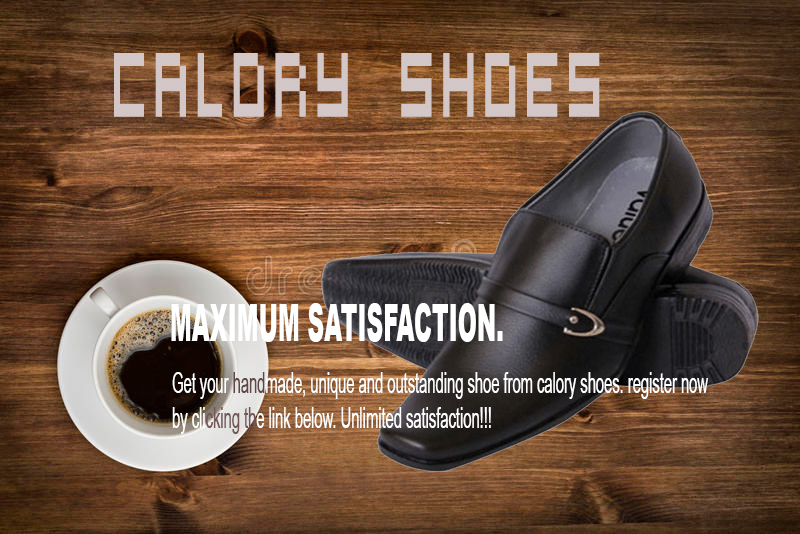 CALORY SHOES
dreamstime
MAXIMUM SATISFACTION.
Get your handmade, unique and outstanding shoe from calory shoes. register now
by clicking the link below. Unlimited satisfaction!!!